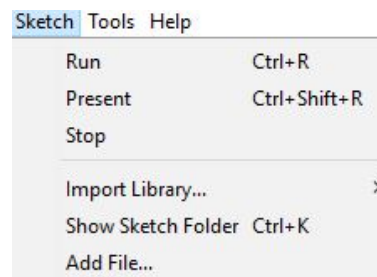 Sketch Tools Help
Run Ctrl+R
Present Ctrl+Shift+R
Stop
Import Library...
Show Sketch Folder Ctrl+K
Add File...